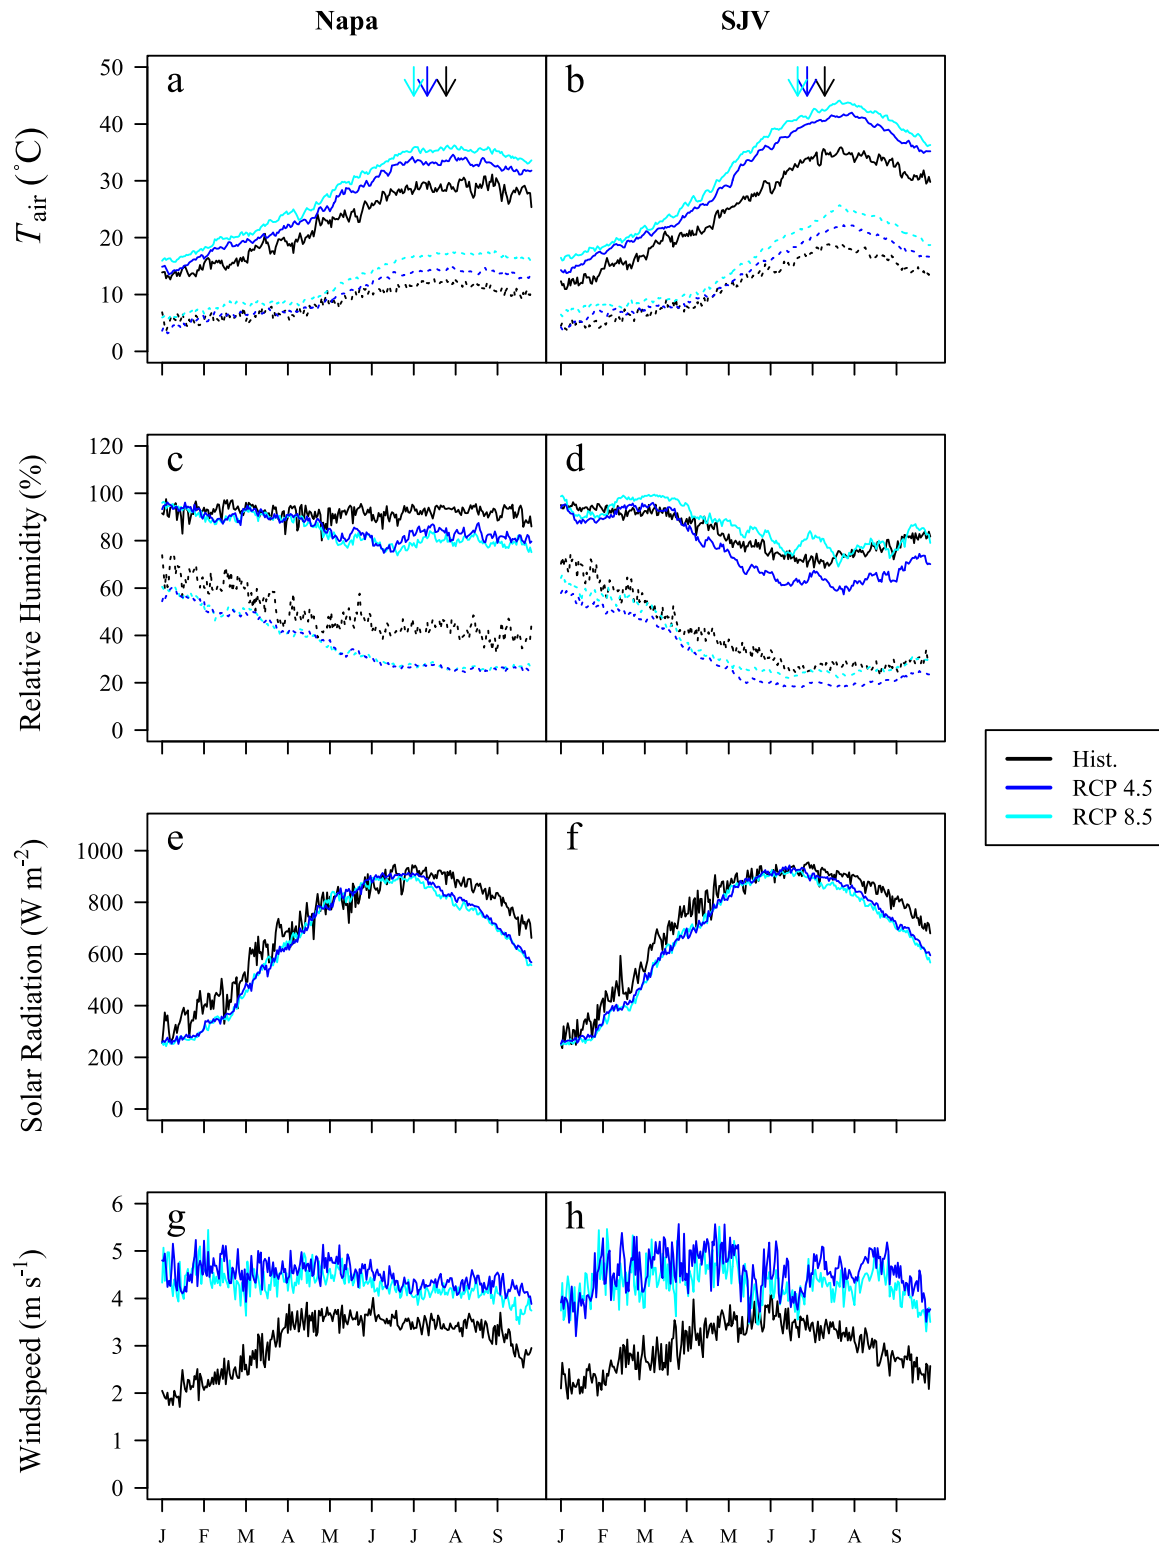 Napa SJV
a b
50
40
30
20
10
0
T air (°C)
c d
120
100
80
60
40
20
0
Relative Humidity (%)
Hist.
RCP 4.5
RCP 8.5
e f
1000
800
600
400
200
0
Solar Radiation (W m-2)
g h
6
5
4
3
2
1
0
Windspeed (m s-1)
J F M A M J J A S J F M A M J J A S